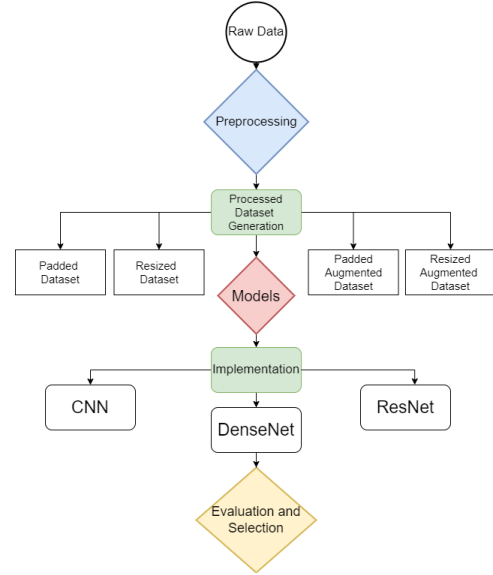 Raw Data
Preprocessing
Processed
Dataset
Generation
Padded
Dataset
Resized
Dataset
Padded
Augmented
Dataset
Resized
Augmented
Dataset
Models
Implementation
CNN
DenseNet
ResNet
Evaluation and
Selection